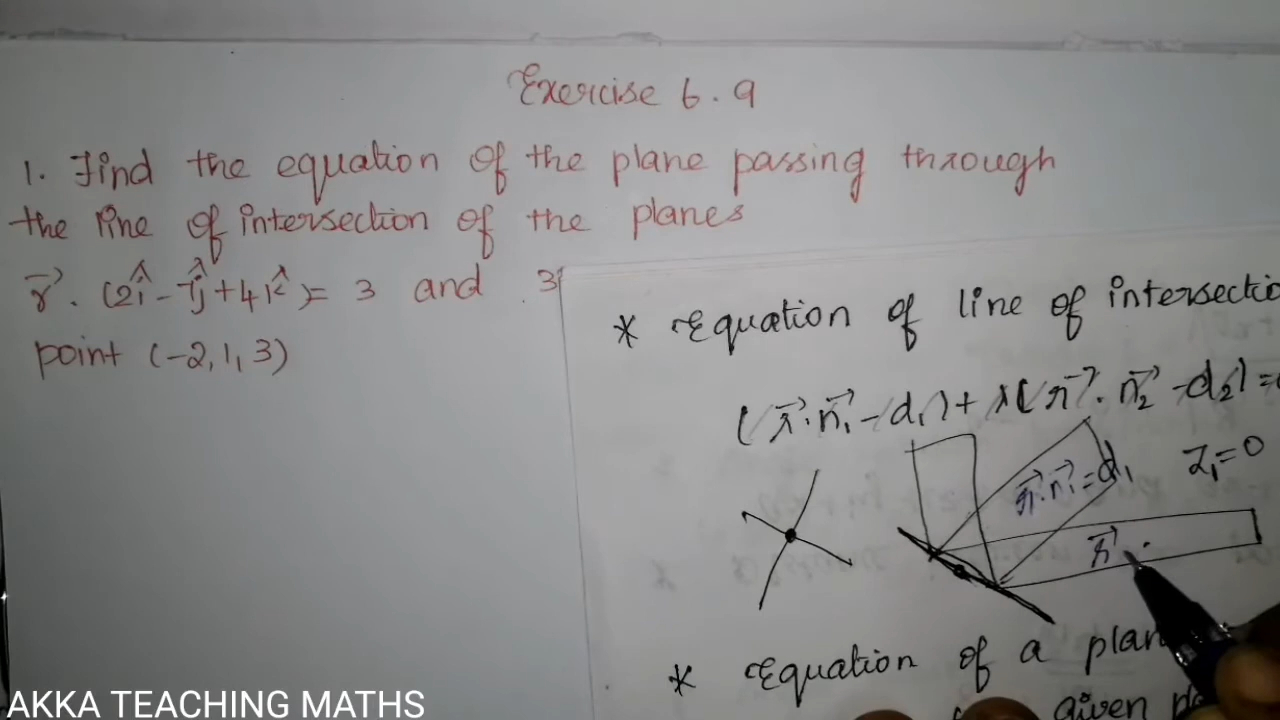 Exercise 6.9
1. Find the equation of the plane passing through
the line of intersection of the planes
r⃗ . (2î - 7ĵ + 4k̂) = 3 and 3
point (-2, 1, 3)
* Equation of line of intersectio
(r⃗ . n⃗₁ - d₁) + λ(r⃗ . n⃗₂ - d₂) =
r⃗ . n⃗₁ = d₁
z₁ = 0
r⃗ .
* Equation of a plan
given
AKKA TEACHING MATHS